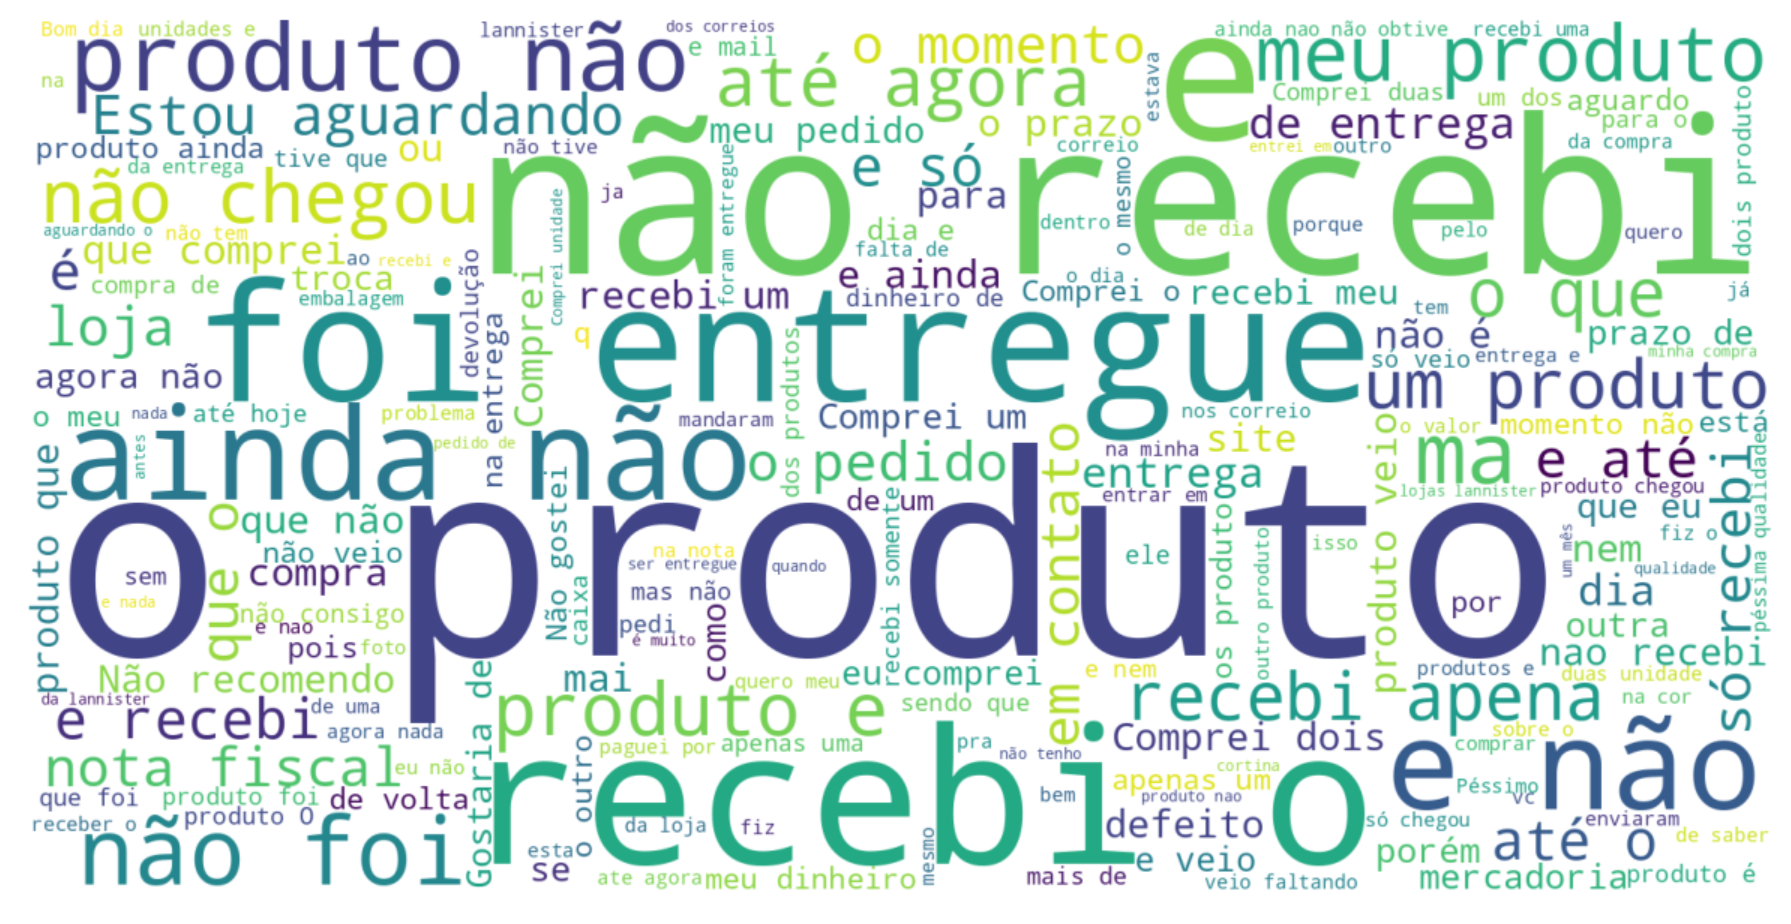 Bom dia
unidades e
lannister
dos correios
produto não
e mail
o momento
e
ainda nao
não obtive
recebi uma
meu produto
na
até agora
estava
Comprei duas
um dos
aguardo
Estou aguardando
meu pedido
o prazo
de entrega
para o
dois produto
produto ainda
da entrega
tive que
ou
não tive
correio
entrei em
outro
da compra
não recebi
e só
foram entregue
o mesmo
não chegou
ja
para
Comprei unidade
aguardando o
não tem
dia e
dentro
de dia
porque
pelo
quero
que comprei
ao
recebi e
falta de
é
troca
devolução
e ainda
o dia
compra de
embalagem
Comprei
recebi um
dinheiro de
Comprei o
recebi meu
o que
já
loja
foi entregue
na entrega
q
dos produtos
tem
não é
prazo de
só veio
entrega e
minha compra
agora não
um produto
o meu
nada
até hoje
problema
mandaram
Comprei um
nos correio
o valor
momento não
está
ainda não
antes
pedido de
o pedido
em contato
na minha
site
produto veio
ma
e até
péssima qualidade
só recebi
entrega
lojas lannister
produto chegou
produto que
que o
que não
Não gostei
de um
recebi somente
entrar em
que eu
o produto
não veio
na nota
ser entregue
quando
ele
os produto
outro produto
isso
um mês
nem
fiz o
qualidade
sem
compra
caixa
mas não
e nada
não consigo
como
por
dia
e nao
pedi
é muito
outra
pois
foto
nao recebi
Não recomendo
Gostaria de
mai
quero meu
eu comprei
e nem
produtos e
duas unidade
da lannister
de uma
produto e
sendo que
recebi apena
na cor
e recebi
agora nada
o outro
paguei por
apenas uma
pra
não tenho
Comprei dois
sobre o
comprar
e não
nota fiscal
eu não
recebi o
cortina
apenas um
Péssimo
que foi
produto foi
de volta
bem
produto nao
vc
receber o
produto O
da loja
fiz
defeito
só chegou
enviaram
não foi
esta
mesmo
e veio
porém
até o
de saber
se
ate agora
meu dinheiro
mais de
veio faltando
mercadoria
produto é